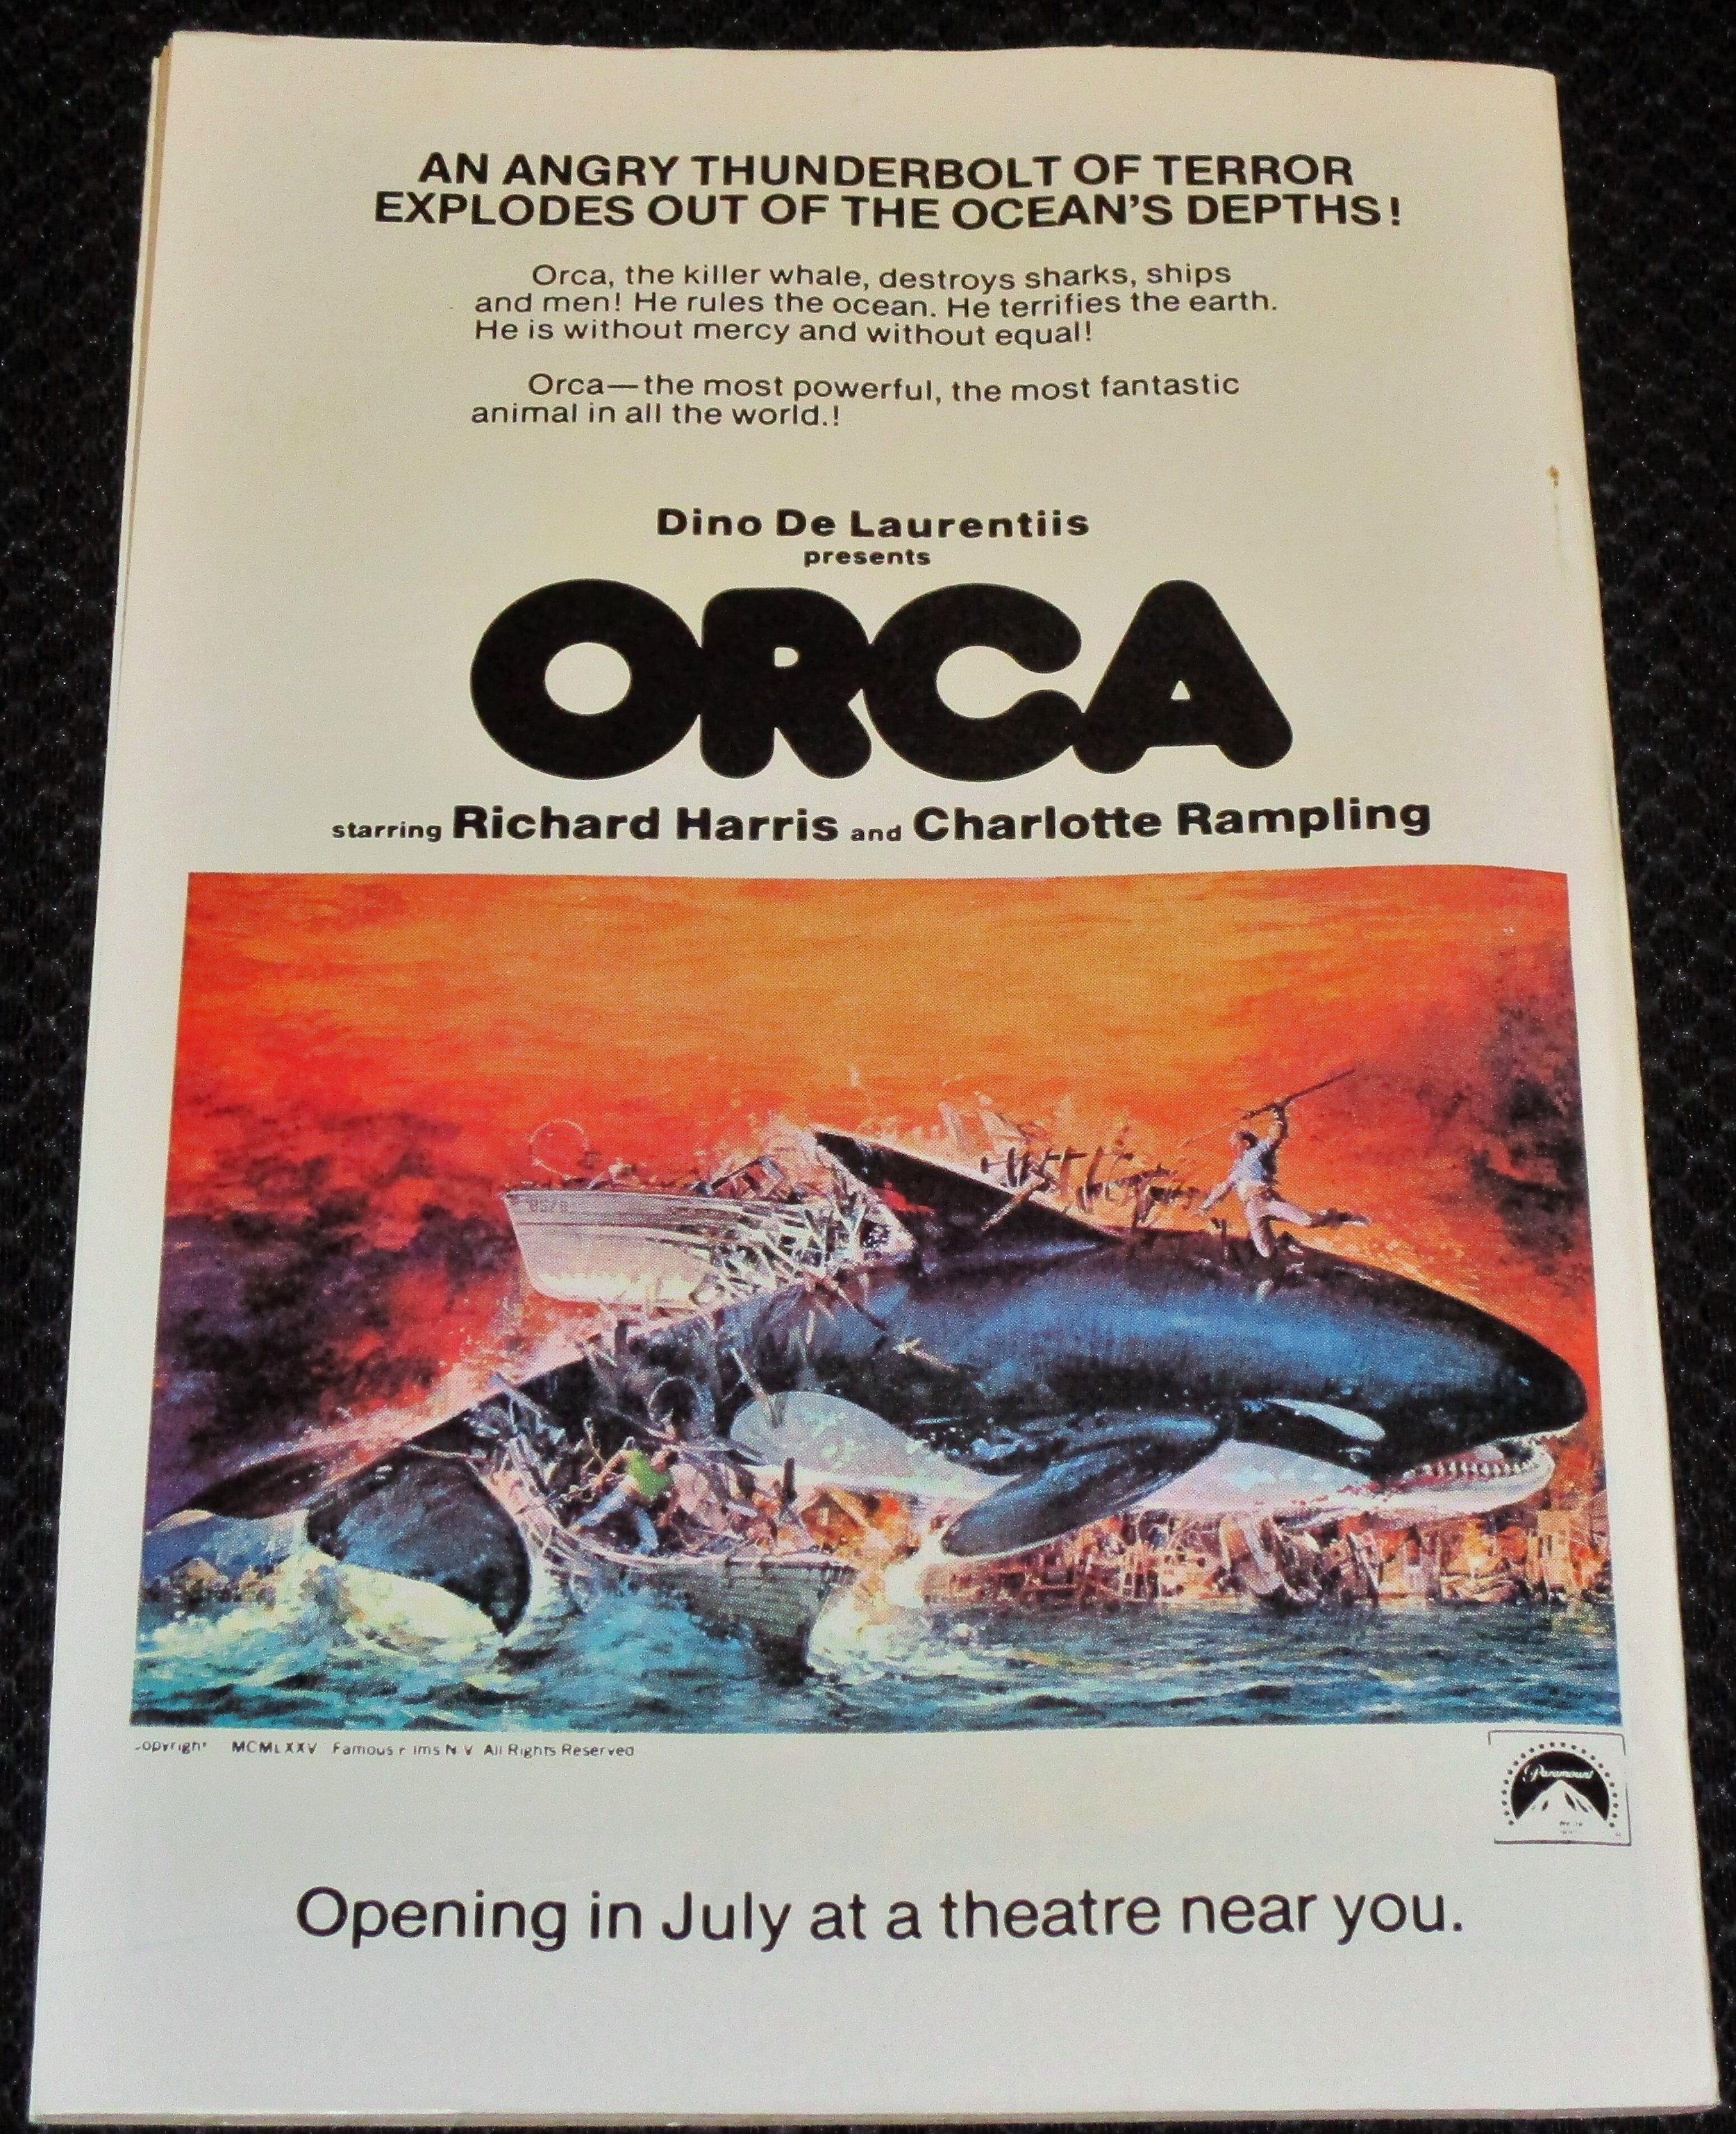 AN ANGRY THUNDERBOLT OF TERROR
EXPLODES OUT OF THE OCEAN'S DEPTHS!
Orca, the killer whale, destroys sharks, ships
and men! He rules the ocean. He terrifies the earth.
He is without mercy and without equal!
Orca—the most powerful, the most fantastic
animal in all the world.!
Dino De Laurentiis
presents
ORCA
starring Richard Harris and Charlotte Rampling
MCMLXXV Famous N V All Rights Reserved
Paramount
Opening in July at a theatre near you.